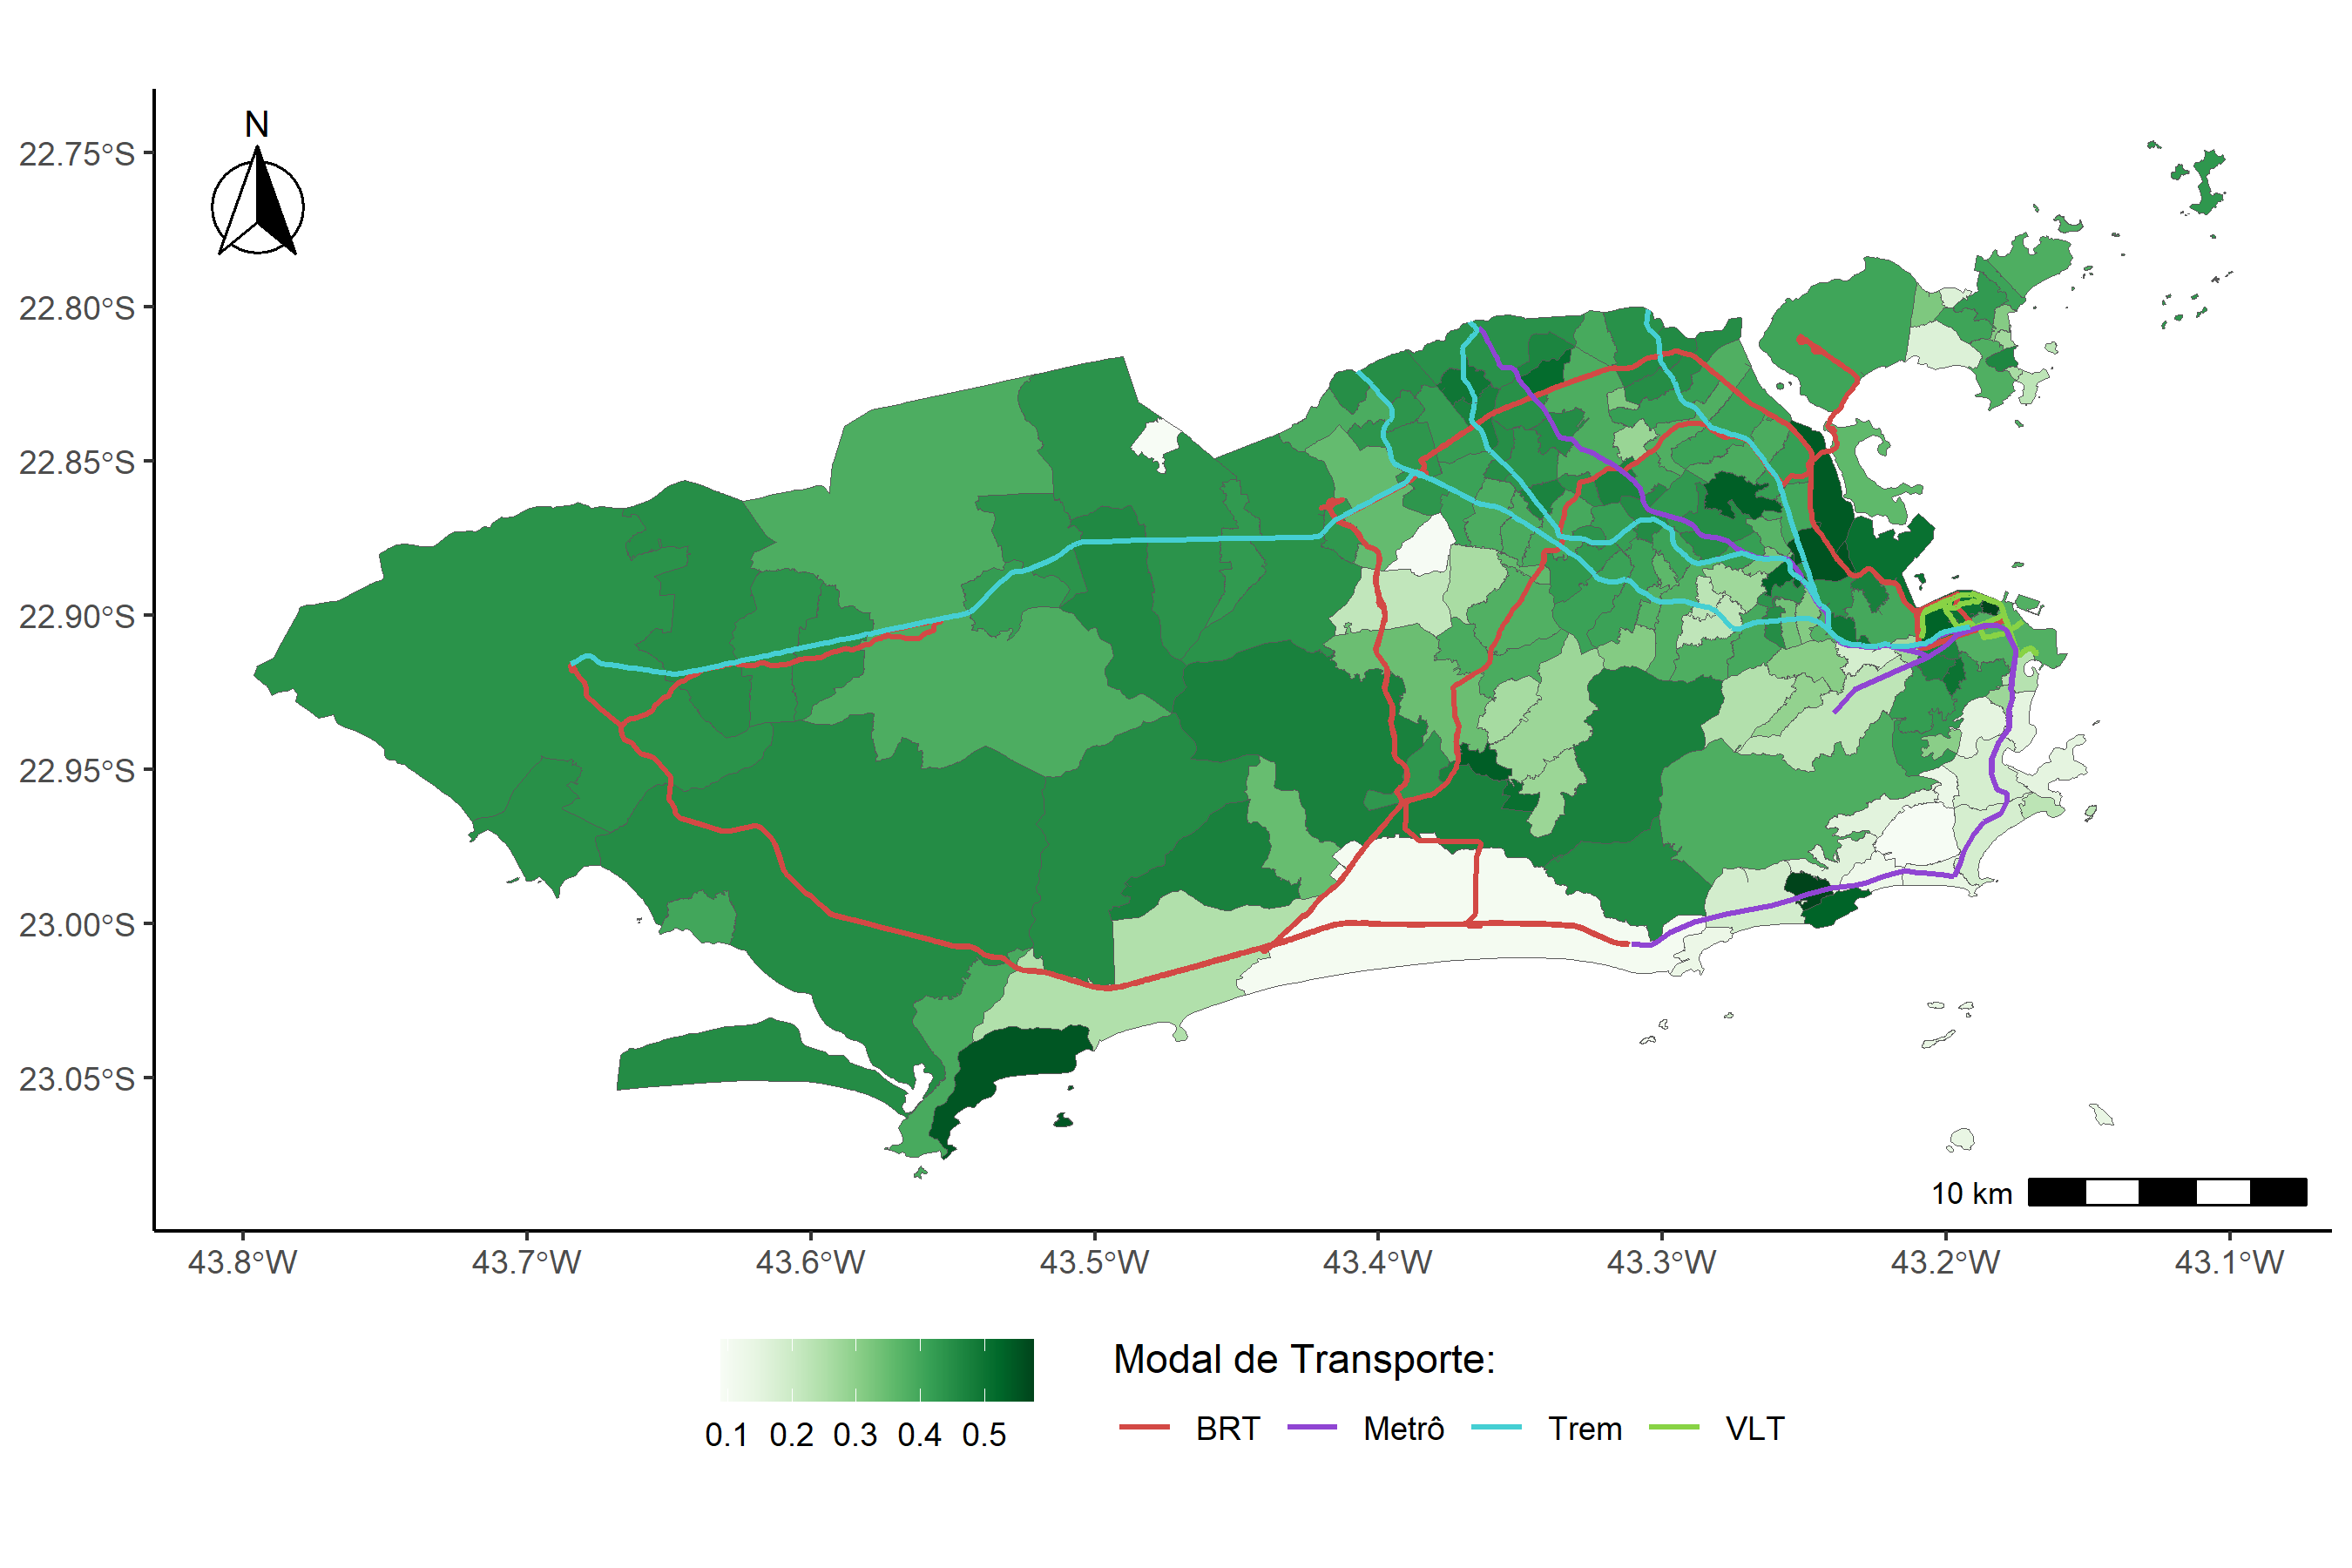 N
22.75°S
22.80°S
22.85°S
22.90°S
22.95°S
23.00°S
23.05°S
10 km
43.8°W 43.7°W 43.6°W 43.5°W 43.4°W 43.3°W 43.2°W 43.1°W
Modal de Transporte:
0.1 0.2 0.3 0.4 0.5
BRT Metrô Trem VLT